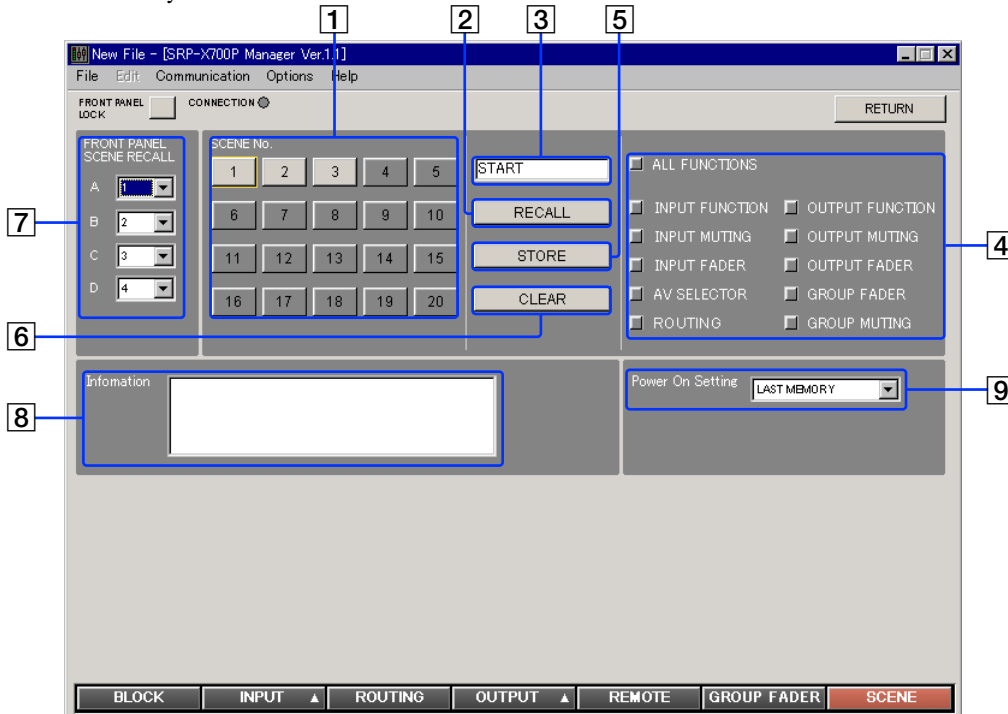 1 2 3 5
New File - [SRP-X700P Manager Ver.1.1]
File Edit Communication Options Help
FRONT PANEL
LOCK
CONNECTION
RETURN
FRONT PANEL
SCENE RECALL
A 1
B 2
C 3
D 4
SCENE No.
1 2 3 4 5
6 7 8 9 10
11 12 13 14 15
16 17 18 19 20
START
RECALL
STORE
CLEAR
ALL FUNCTIONS
INPUT FUNCTION OUTPUT FUNCTION
INPUT MUTING OUTPUT MUTING
INPUT FADER OUTPUT FADER
AV SELECTOR GROUP FADER
ROUTING GROUP MUTING
7
4
6
Infomation
8
Power On Setting LAST MEMORY
9
BLOCK INPUT ▲ ROUTING OUTPUT ▲ REMOTE GROUP FADER SCENE